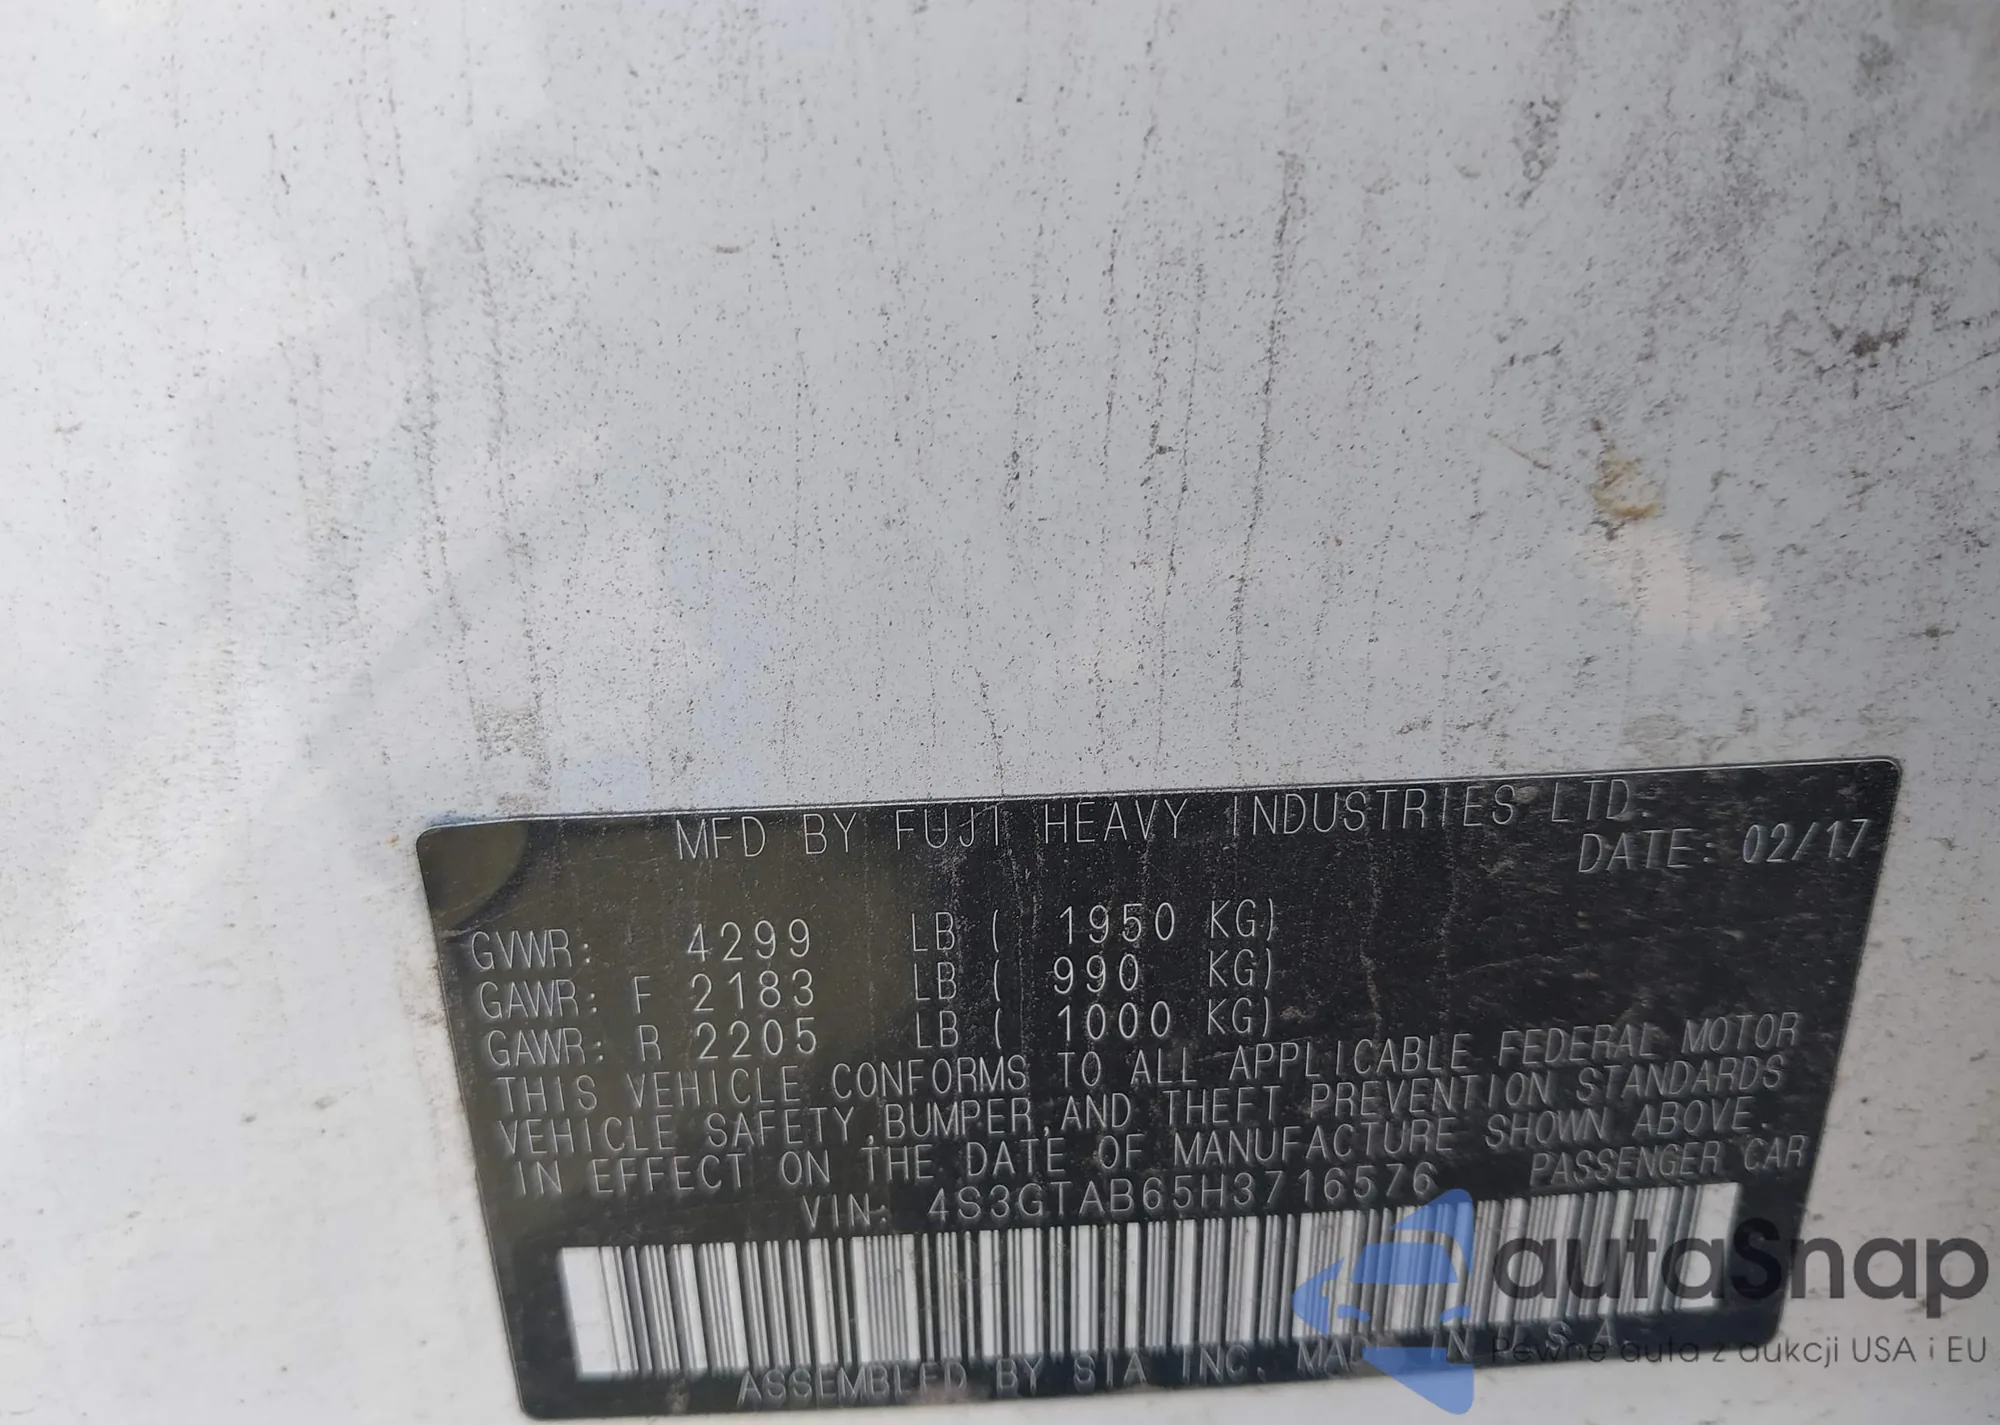 MFD BY FUJI HEAVY INDUSTRIES LTD.
DATE: 02/17
GVWR: 4299 LB ( 1950 KG)
GAWR: F 2183 LB ( 990 KG)
GAWR: R 2205 LB ( 1000 KG)
THIS VEHICLE CONFORMS TO ALL APPLICABLE FEDERAL MOTOR
VEHICLE SAFETY,BUMPER,AND THEFT PREVENTION STANDARDS
IN EFFECT ON THE DATE OF MANUFACTURE SHOWN ABOVE.
VIN: 4S3GTAB65H3716576 PASSENGER CAR
ASSEMBLED BY SIA INC. MADE IN U.S.A.
autaSnap
Pewne auta z aukcji USA i EU